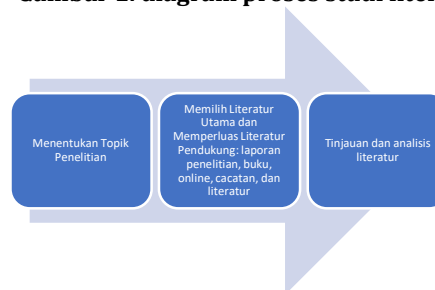 Menentukan Topik
Penelitian
Memilih Literatur
Utama dan
Memperluas Literatur
Pendukung: laporan
penelitian, buku,
online, cacatan, dan
literatur
Tinjauan dan analisis
literatur